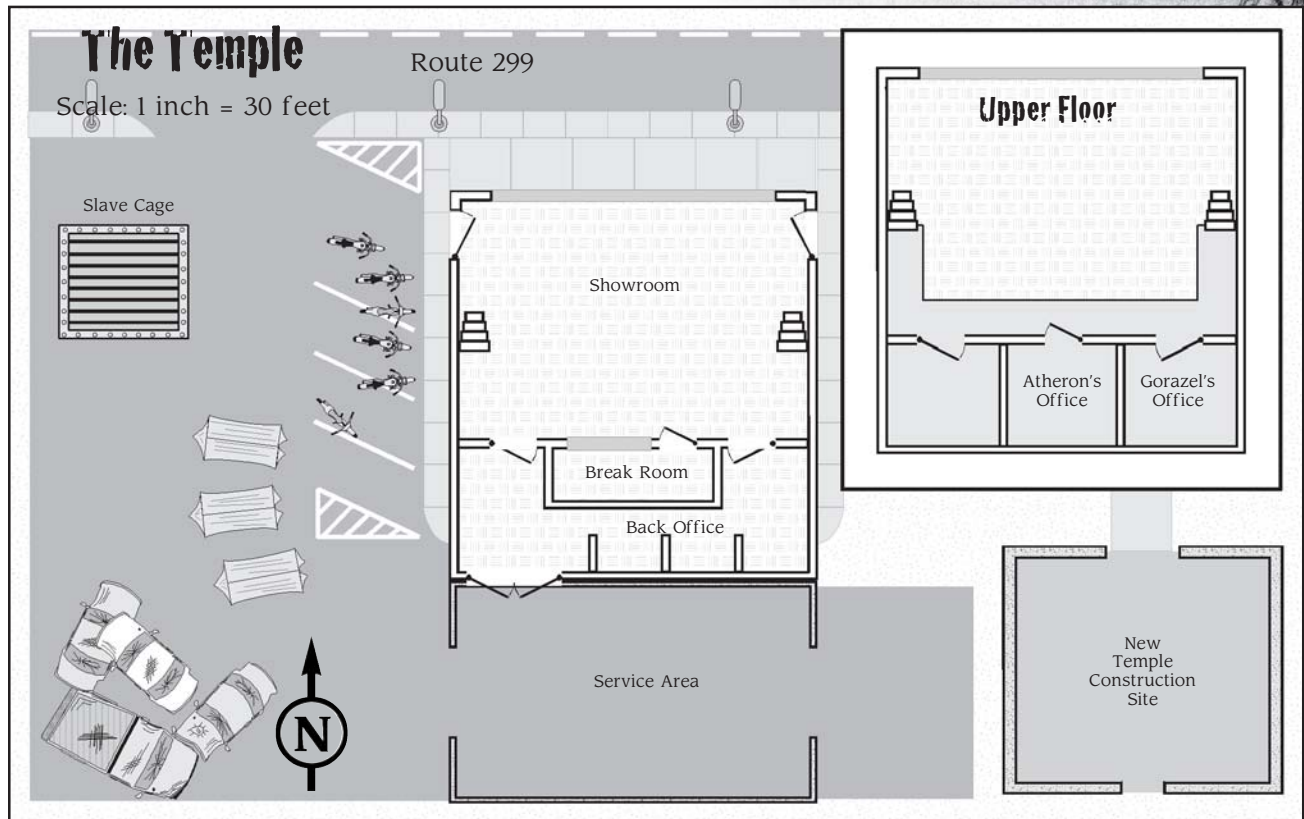 The Temple
Scale: 1 inch = 30 feet
Route 299
Upper Floor
Slave Cage
Showroom
Atheron's
Office
Gorazel's
Office
Break Room
Back Office
Service Area
New
Temple
Construction
Site
N